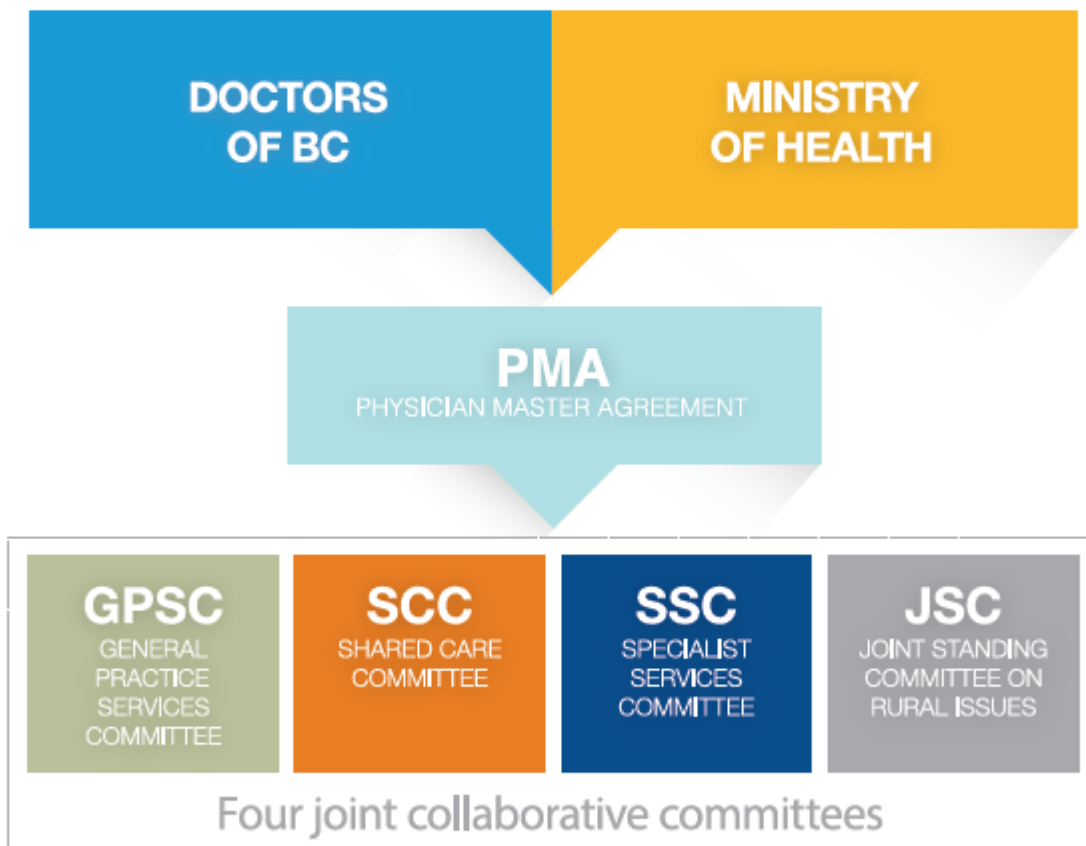 DOCTORS
OF BC
MINISTRY
OF HEALTH
PMA
PHYSICIAN MASTER AGREEMENT
GPSC
GENERAL
PRACTICE
SERVICES
COMMITTEE
SCC
SHARED CARE
COMMITTEE
SSC
SPECIALIST
SERVICES
COMMITTEE
JSC
JOINT STANDING
COMMITTEE ON
RURAL ISSUES
Four joint collaborative committees